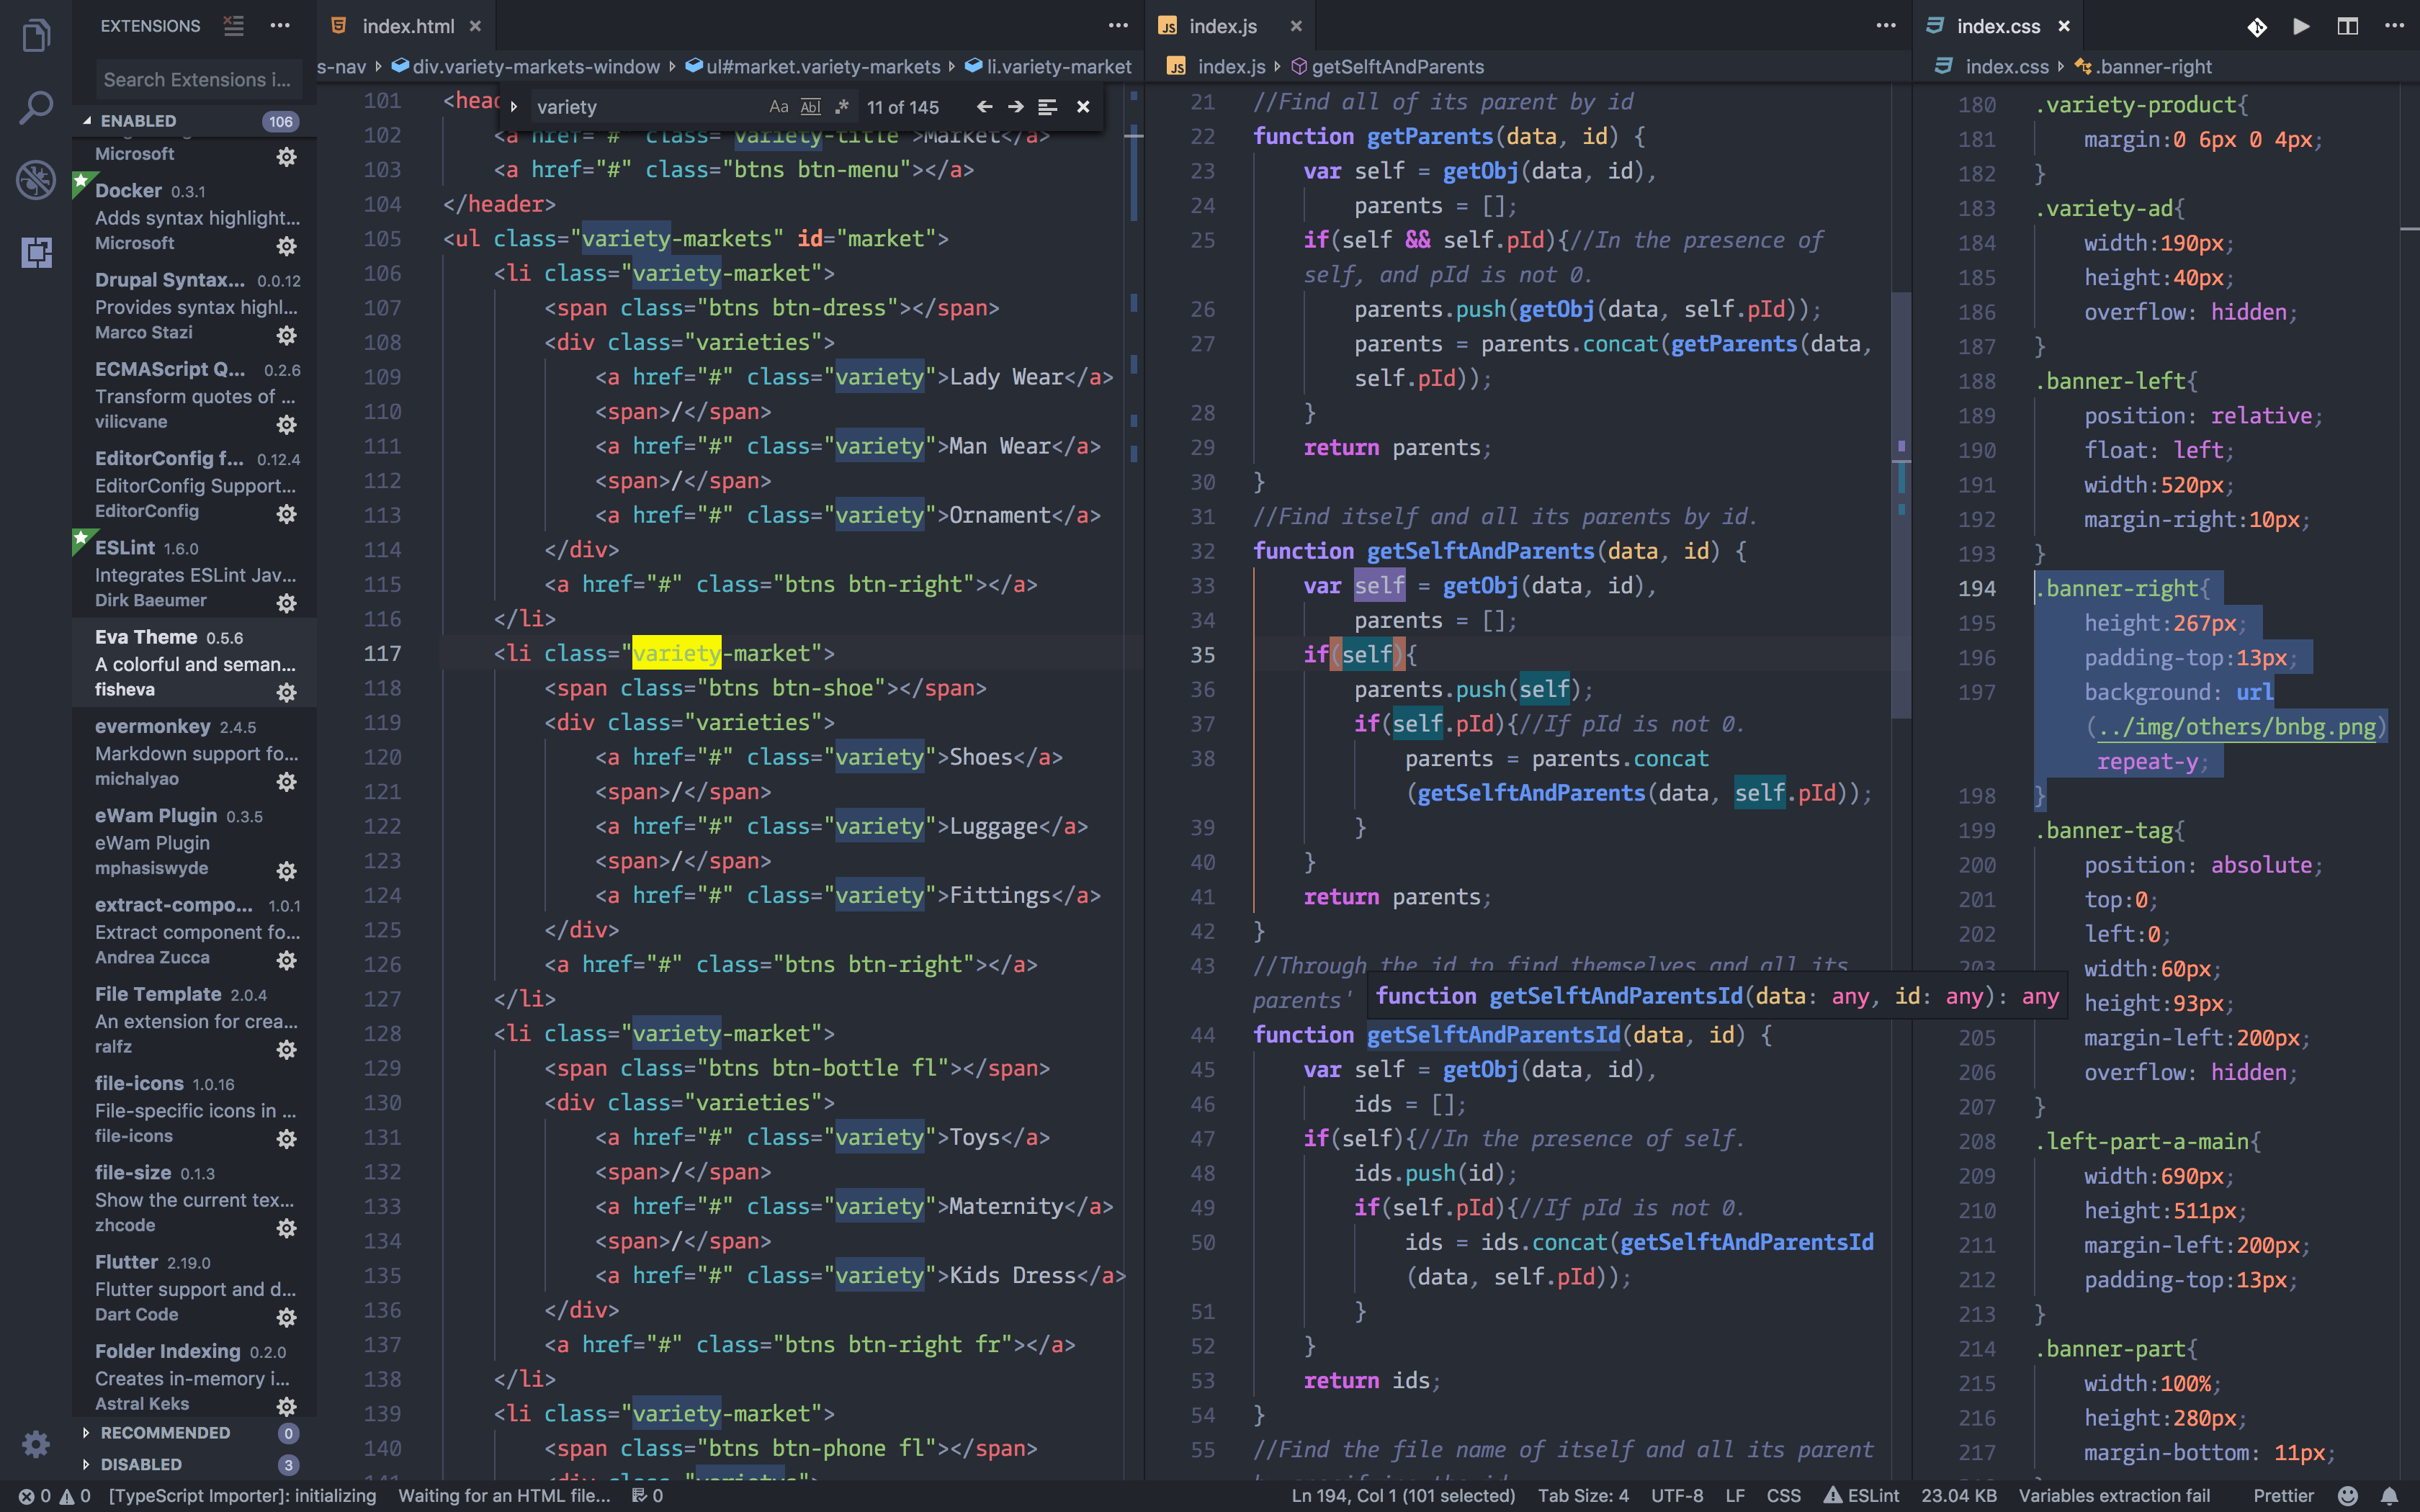 EXTENSIONS
Search Extensions i...
ENABLED 106
Microsoft
Docker 0.3.1
Adds syntax highlight...
Microsoft
Drupal Syntax... 0.0.12
Provides syntax highl...
Marco Stazi
ECMAScript Q... 0.2.6
Transform quotes of ...
vilicvane
EditorConfig f... 0.12.4
EditorConfig Support...
EditorConfig
ESLint 1.6.0
Integrates ESLint Jav...
Dirk Baeumer
Eva Theme 0.5.6
A colorful and seman...
fisheva
evermonkey 2.4.5
Markdown support fo...
michalyao
eWam Plugin 0.3.5
eWam Plugin
mphasiswyde
extract-compo... 1.0.1
Extract component fo...
Andrea Zucca
File Template 2.0.4
An extension for crea...
ralfz
file-icons 1.0.16
File-specific icons in ...
file-icons
file-size 0.1.3
Show the current tex...
zhcode
Flutter 2.19.0
Flutter support and d...
Dart Code
Folder Indexing 0.2.0
Creates in-memory i...
Astral Keks
RECOMMENDED 0
DISABLED 3
index.html
s-nav div.variety-markets-window ul#market.variety-markets li.variety-market
variety Aa Abl .* 11 of 145
101 <head
102 <a href="#" class="variety-title">Market</a>
103 <a href="#" class="btns btn-menu"></a>
104 </header>
105 <ul class="variety-markets" id="market">
106 <li class="variety-market">
107 <span class="btns btn-dress"></span>
108 <div class="varieties">
109 <a href="#" class="variety">Lady Wear</a>
110 <span>/</span>
111 <a href="#" class="variety">Man Wear</a>
112 <span>/</span>
113 <a href="#" class="variety">Ornament</a>
114 </div>
115 <a href="#" class="btns btn-right"></a>
116 </li>
117 <li class="variety-market">
118 <span class="btns btn-shoe"></span>
119 <div class="varieties">
120 <a href="#" class="variety">Shoes</a>
121 <span>/</span>
122 <a href="#" class="variety">Luggage</a>
123 <span>/</span>
124 <a href="#" class="variety">Fittings</a>
125 </div>
126 <a href="#" class="btns btn-right"></a>
127 </li>
128 <li class="variety-market">
129 <span class="btns btn-bottle fl"></span>
130 <div class="varieties">
131 <a href="#" class="variety">Toys</a>
132 <span>/</span>
133 <a href="#" class="variety">Maternity</a>
134 <span>/</span>
135 <a href="#" class="variety">Kids Dress</a>
136 </div>
137 <a href="#" class="btns btn-right fr"></a>
138 </li>
139 <li class="variety-market">
140 <span class="btns btn-phone fl"></span>
JS index.js
JS index.js getSelftAndParents
21 //Find all of its parent by id
22 function getParents(data, id) {
23 var self = getObj(data, id),
24 parents = [];
25 if(self && self.pId){//In the presence of
self, and pId is not 0.
26 parents.push(getObj(data, self.pId));
27 parents = parents.concat(getParents(data,
self.pId));
28 }
29 return parents;
30 }
31 //Find itself and all its parents by id.
32 function getSelftAndParents(data, id) {
33 var self = getObj(data, id),
34 parents = [];
35 if(self){
36 parents.push(self);
37 if(self.pId){//If pId is not 0.
38 parents = parents.concat
(getSelftAndParents(data, self.pId));
39 }
40 }
41 return parents;
42 }
43 //Through the id to find themselves and all its
parents'
function getSelftAndParentsId(data: any, id: any): any
44 function getSelftAndParentsId(data, id) {
45 var self = getObj(data, id),
46 ids = [];
47 if(self){//In the presence of self.
48 ids.push(id);
49 if(self.pId){//If pId is not 0.
50 ids = ids.concat(getSelftAndParentsId
(data, self.pId));
51 }
52 }
53 return ids;
54 }
55 //Find the file name of itself and all its parent
index.css
index.css .banner-right
180 .variety-product{
181 margin:0 6px 0 4px;
182 }
183 .variety-ad{
184 width:190px;
185 height:40px;
186 overflow: hidden;
187 }
188 .banner-left{
189 position: relative;
190 float: left;
191 width:520px;
192 margin-right:10px;
193 }
194 .banner-right{
195 height:267px;
196 padding-top:13px;
197 background: url
(../img/others/bnbg.png)
repeat-y;
198 }
199 .banner-tag{
200 position: absolute;
201 top:0;
202 left:0;
203 width:60px;
height:93px;
205 margin-left:200px;
206 overflow: hidden;
207 }
208 .left-part-a-main{
209 width:690px;
210 height:511px;
211 margin-left:200px;
212 padding-top:13px;
213 }
214 .banner-part{
215 width:100%;
216 height:280px;
217 margin-bottom: 11px;
0 0 [TypeScript Importer]: initializing Waiting for an HTML file... 0 Ln 194, Col 1 (101 selected) Tab Size: 4 UTF-8 LF CSS ESLint 23.04 KB Variables extraction fail Prettier